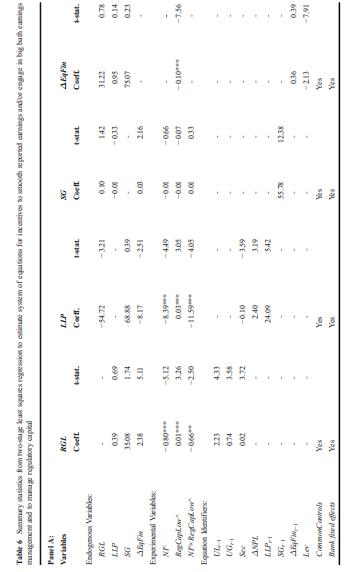 Table 6 Summary statistics from two-stage least squares regression to estimate system of equations for incentives to smooth reported earnings and/or engage in big bath earnings
management and to manage regulatory capital
Panel A:
Variables RGL LLP SG ΔEqFin
Coeff. t-stat. Coeff. t-stat. Coeff. t-stat. Coeff. t-stat.
Endogenous Variables:
RGL - - −54.72 −3.21 0.10 1.42 31.22 0.78
LLP 0.39 0.69 - - −0.01 −0.33 0.95 0.14
SG 35.08 1.74 68.88 0.39 - - 75.07 0.23
ΔEqFin 2.38 5.11 −8.17 −2.51 0.03 2.16 - -
Experimental Variables:
NT^ −0.80*** −5.12 −8.39*** −4.49 −0.01 −0.66 - -
RegCapLow^ 0.01*** 3.26 0.03*** 3.05 −0.01 −0.07 −0.10*** −7.56
NT×RegCapLow^ −0.66** −2.50 −11.59*** −4.05 0.01 0.33 - -
Equation Identifiers:
UL t−1 2.23 4.33 - - - - - -
UG t−1 0.74 3.58 - - - - - -
Sec 0.02 3.72 −0.10 −3.59 - - - -
ΔNPL - - 2.40 3.19 - - - -
LLP t−1 - - 24.09 5.42 - - - -
SG t−1 - - - - 55.78 12.38 - -
ΔEqFin t−1 - - - - - - 0.36 0.39
Lev - - - - - - −2.13 −7.91
CommonControls Yes Yes Yes Yes
Bank fixed effects Yes Yes Yes Yes